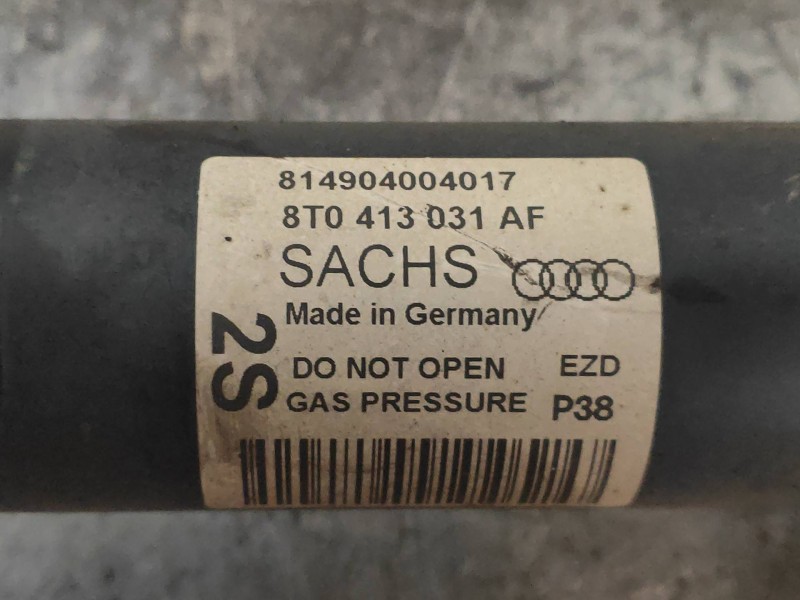 814904004017
8T0 413 031 AF
SACHS
Made in Germany
2S
DO NOT OPEN EZD
GAS PRESSURE P38